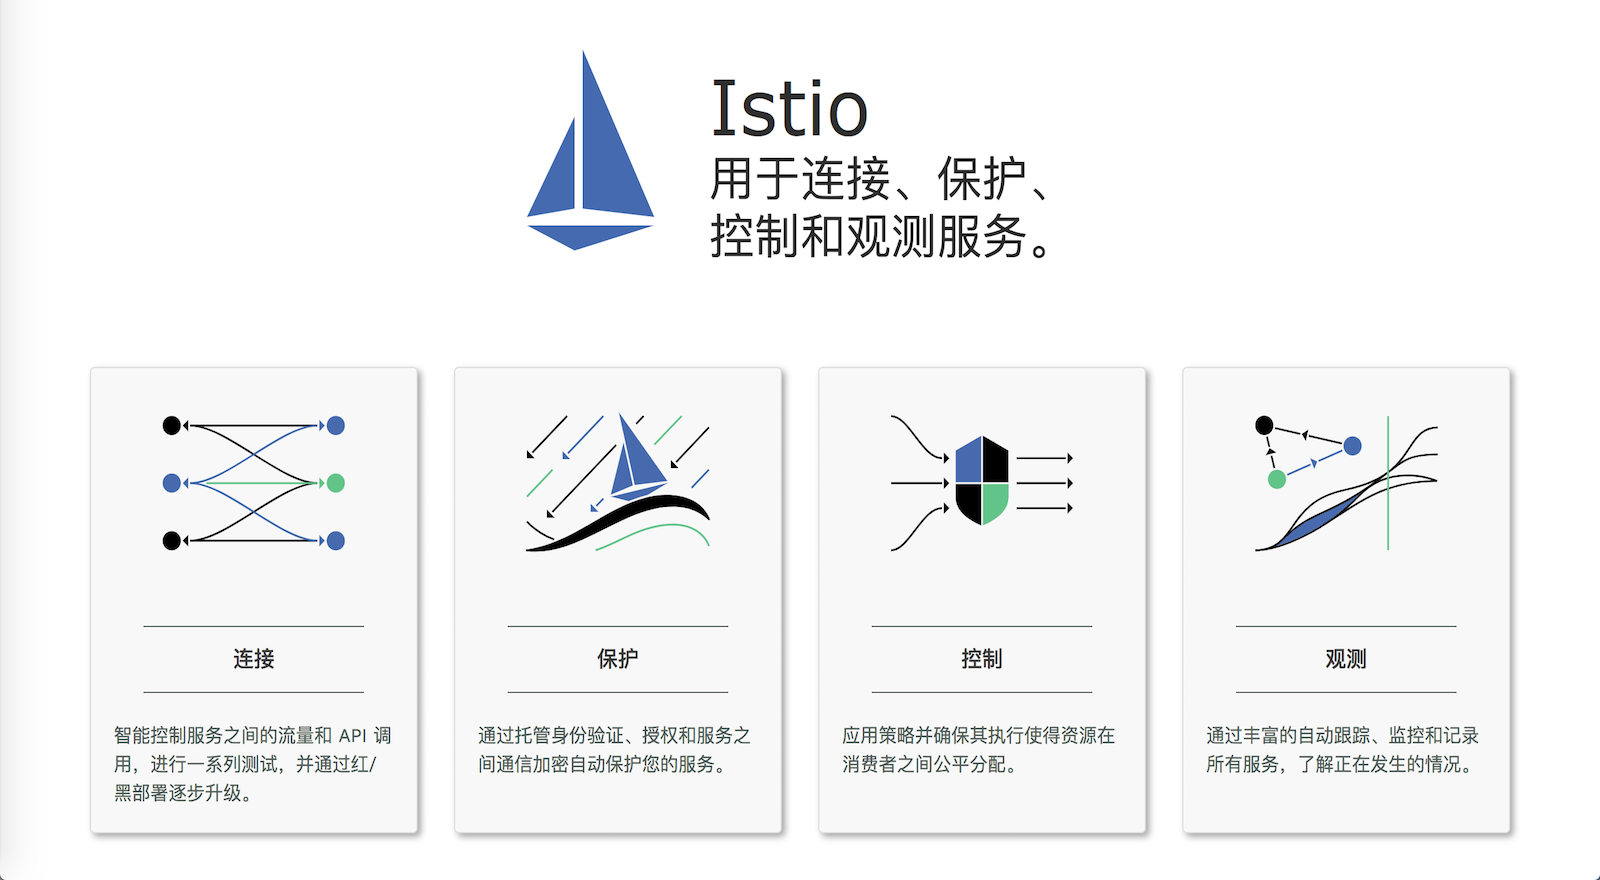 Istio
用于连接、保护、
控制和观测服务。
连接
智能控制服务之间的流量和 API 调
用，进行一系列测试，并通过红/
黑部署逐步升级。
保护
通过托管身份验证、授权和服务之
间通信加密自动保护您的服务。
控制
应用策略并确保其执行使得资源在
消费者之间公平分配。
观测
通过丰富的自动跟踪、监控和记录
所有服务，了解正在发生的情况。